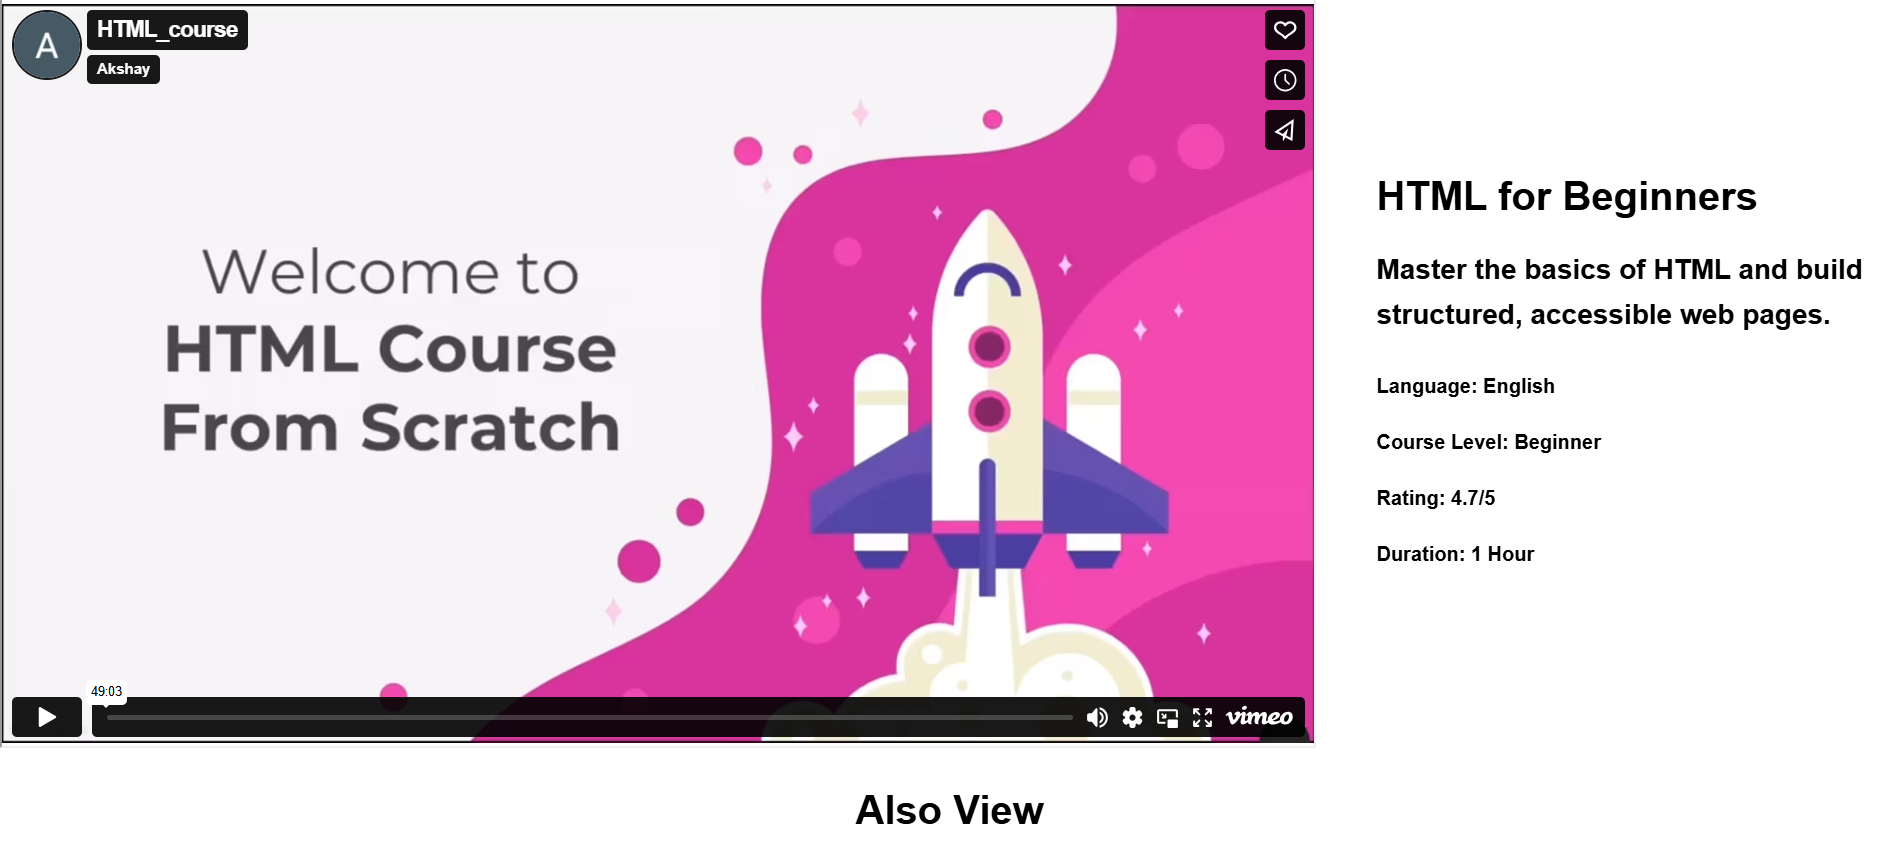 A
HTML_course
Akshay
Welcome to
HTML Course
From Scratch
49:03
vimeo
HTML for Beginners
Master the basics of HTML and build
structured, accessible web pages.
Language: English
Course Level: Beginner
Rating: 4.7/5
Duration: 1 Hour
Also View